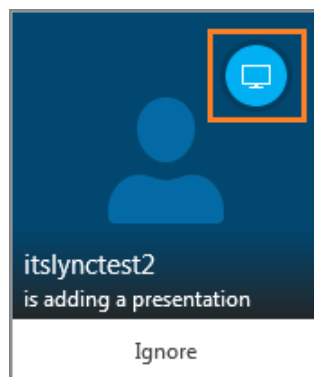 itslynctest2
is adding a presentation
Ignore